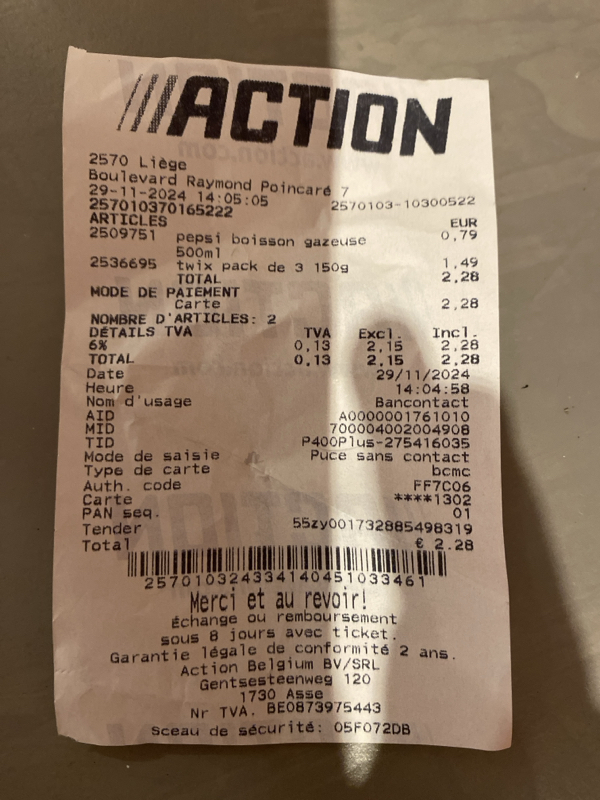 ACTION
2570 Liège
Boulevard Raymond Poincaré 7
29-11-2024 14:05:05 2570103-10300522
257010370165222
ARTICLES EUR
2509751 pepsi boisson gazeuse 0,79
500ml
2536695 twix pack de 3 150g 1,49
TOTAL 2,28
MODE DE PAIEMENT
Carte 2,28
NOMBRE D'ARTICLES: 2
DÉTAILS TVA TVA Excl. Incl.
6% 0,13 2,15 2,28
TOTAL 0,13 2,15 2,28
Date 29/11/2024
Heure 14:04:58
Nom d'usage Bancontact
AID A0000001761010
MID 700004002004908
TID P400Plus-275416035
Mode de saisie Puce sans contact
Type de carte bcmc
Auth. code FF7C06
Carte ****1302
PAN seq. 01
Tender 55zy001732885498319
Total € 2.28
257010324334140451033461
Merci et au revoir!
Échange ou remboursement
sous 8 jours avec ticket.
Garantie légale de conformité 2 ans.
Action Belgium BV/SRL
Gentsesteenweg 120
1730 Asse
Nr TVA. BE0873975443
Sceau de sécurité: 05F072DB